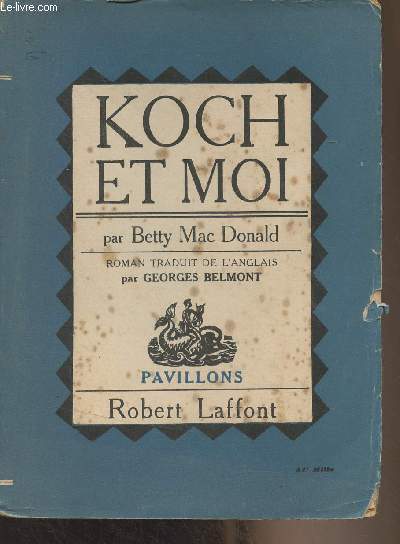 Le-livre.fr
KOCH
ET MOI
par Betty Mac Donald
ROMAN TRADUIT DE L'ANGLAIS
par GEORGES BELMONT
PAVILLONS
Robert Laffont